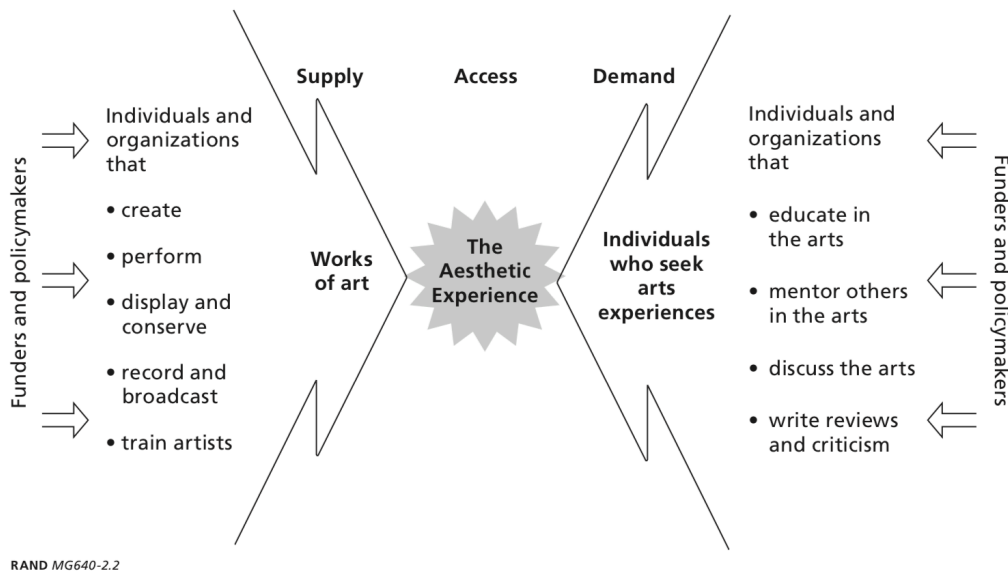 Supply
Access
Demand
Funders and policymakers
Individuals and
organizations
that
• create
• perform
• display and
conserve
• record and
broadcast
• train artists
Works
of art
The
Aesthetic
Experience
Individuals
who seek
arts
experiences
Individuals and
organizations
that
• educate in
the arts
• mentor others
in the arts
• discuss the arts
• write reviews
and criticism
Funders and policymakers
RAND MG640-2.2